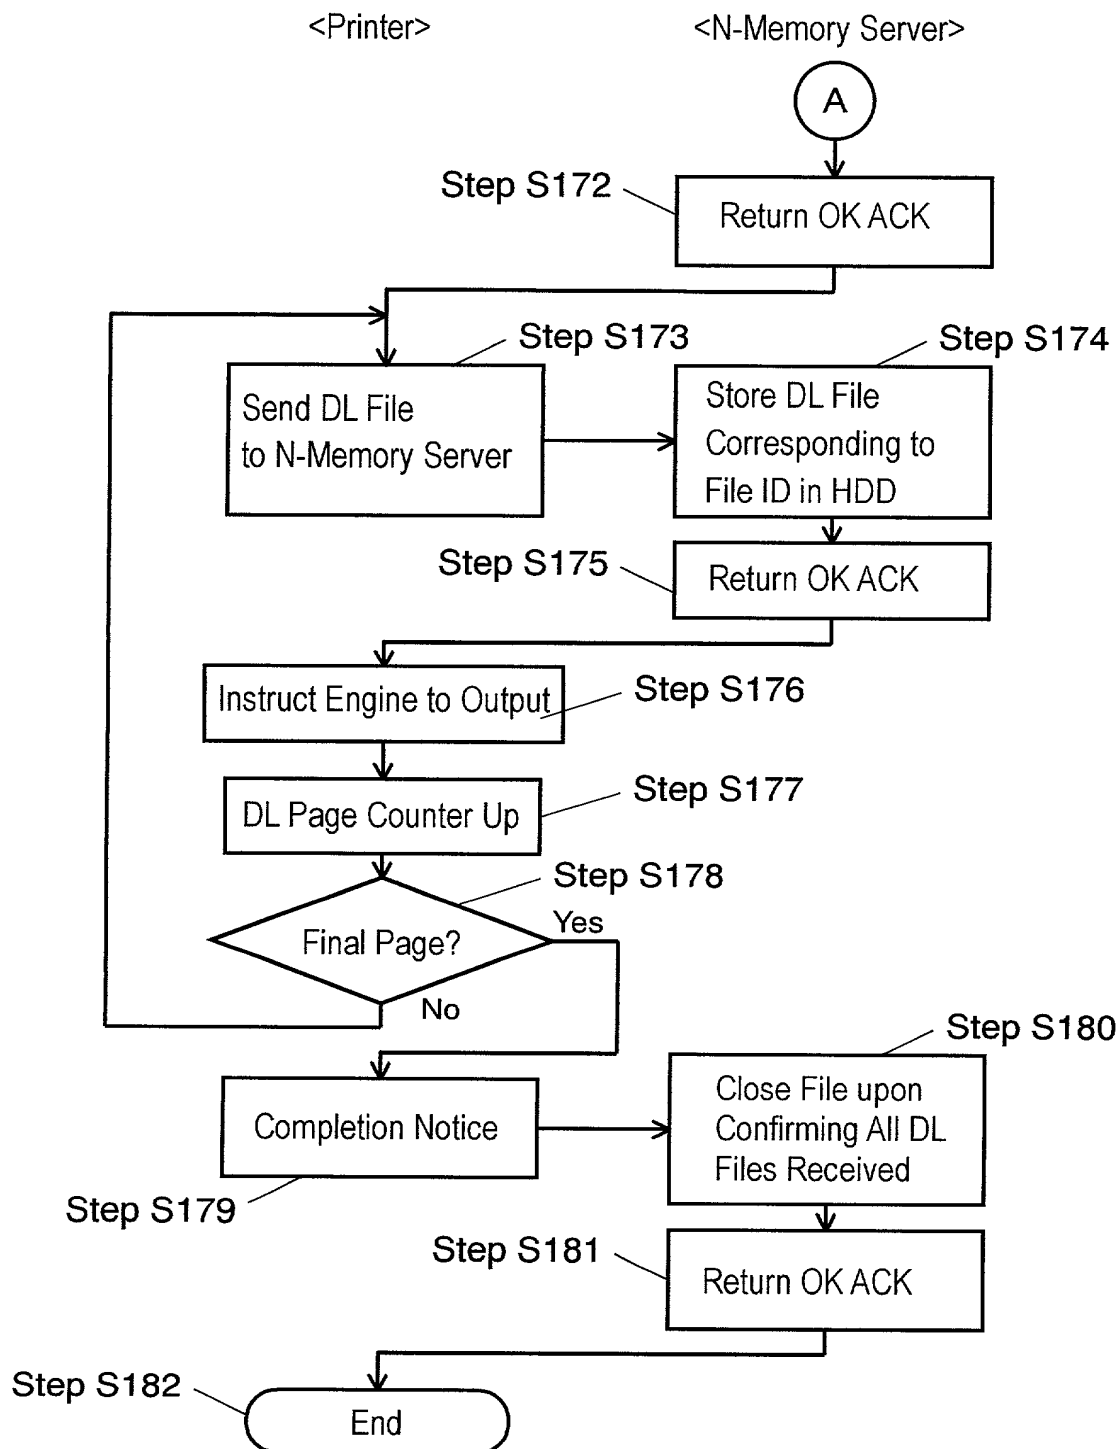 <Printer>
<N-Memory Server>
A
Step S172
Return OK ACK
Step S173
Step S174
Send DL File
to N-Memory Server
Store DL File
Corresponding to
File ID in HDD
Step S175
Return OK ACK
Instruct Engine to Output
Step S176
DL Page Counter Up
Step S177
Step S178
Final Page?
Yes
No
Step S180
Completion Notice
Close File upon
Confirming All DL
Files Received
Step S179
Step S181
Return OK ACK
Step S182
End